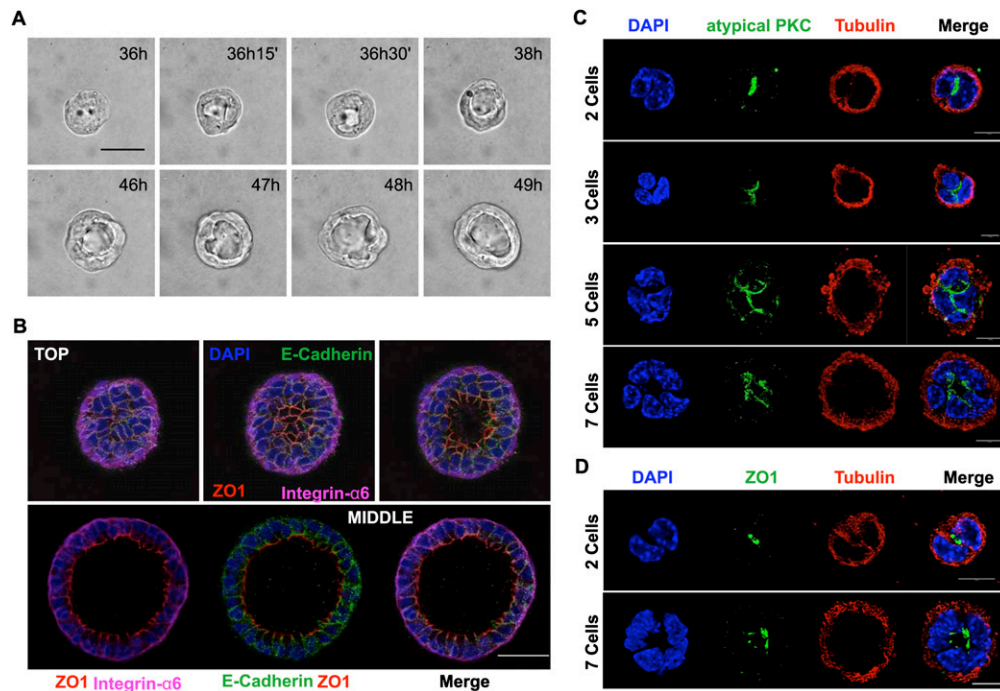 A
36h
36h15'
36h30'
38h
46h
47h
48h
49h
B
TOP
DAPI
E-Cadherin
ZO1
Integrin-α6
MIDDLE
ZO1 Integrin-α6
E-Cadherin ZO1
Merge
C
DAPI
atypical PKC
Tubulin
Merge
2 Cells
3 Cells
5 Cells
7 Cells
D
DAPI
ZO1
Tubulin
Merge
2 Cells
7 Cells